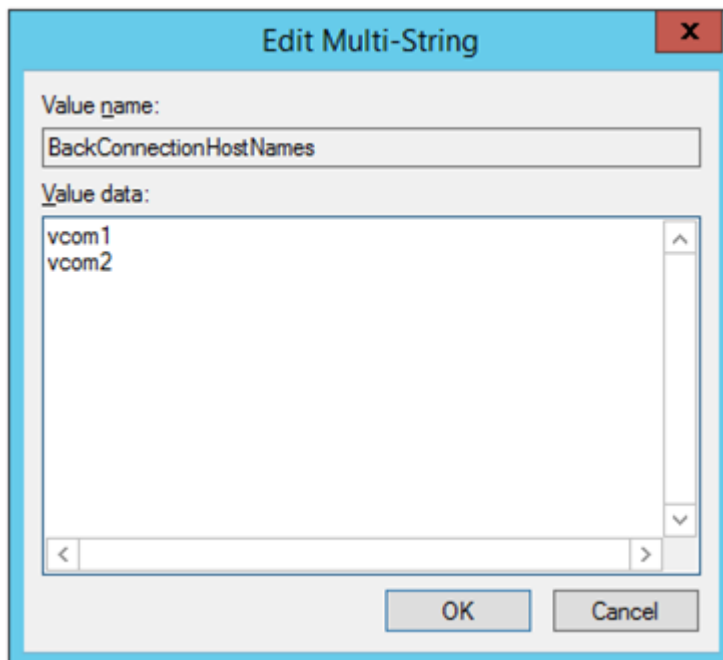 Edit Multi-String
x
Value name:
BackConnectionHostNames
Value data:
vcom1
vcom2
OK
Cancel